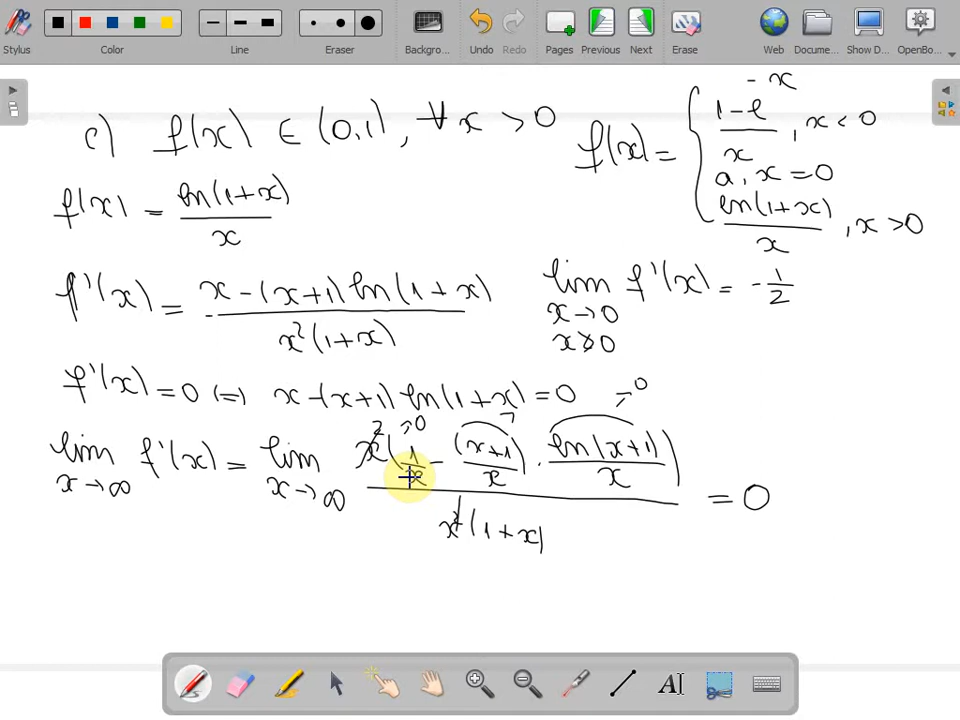 Stylus Color Line Eraser Backgro... Undo Redo Pages Previous Next Erase Web Docume... Show D... OpenBo...
c) f(x) ∈ (0,1), ∀x > 0
f(x) = { (1-e^(-x))/x, x < 0
a, x = 0
ln(1+x)/x, x > 0
f(x) = ln(1+x)/x
f'(x) = (x-(x+1)ln(1+x))/(x²(1+x))
lim x→0 x>0 f'(x) = -1/2
f'(x) = 0 (=) x-(x+1)ln(1+x) = 0
lim x→∞ f'(x) = lim x→∞ (x²(1/x - (x+1)/x · ln(x+1)/x))/(x²(1+x)) = 0